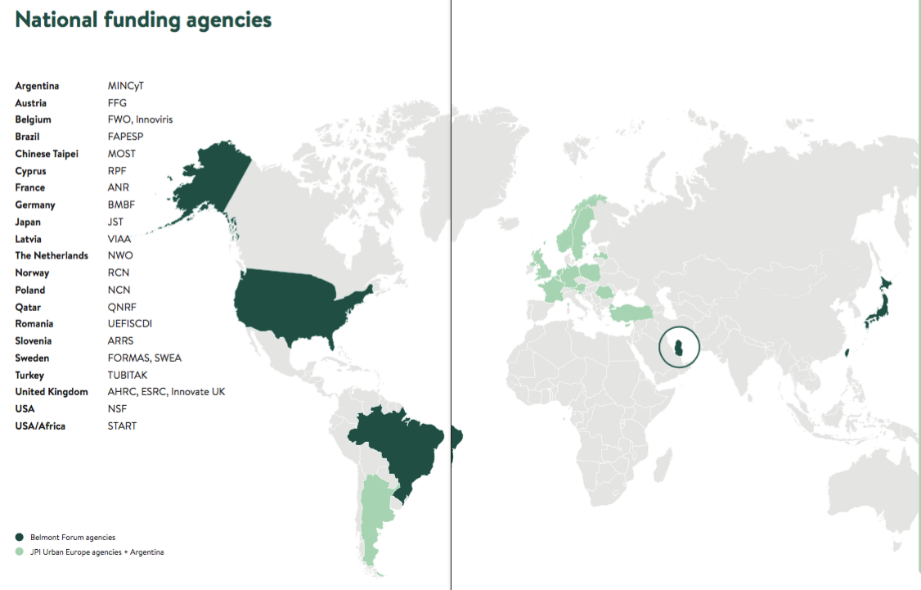 National funding agencies
Argentina MINCyT
Austria FFG
Belgium FWO, Innoviris
Brazil FAPESP
Chinese Taipei MOST
Cyprus RPF
France ANR
Germany BMBF
Japan JST
Latvia VIAA
The Netherlands NWO
Norway RCN
Poland NCN
Qatar QNRF
Romania UEFISCDI
Slovenia ARRS
Sweden FORMAS, SWEA
Turkey TUBITAK
United Kingdom AHRC, ESRC, Innovate UK
USA NSF
USA/Africa START
Belmont Forum agencies
JPI Urban Europe agencies + Argentina